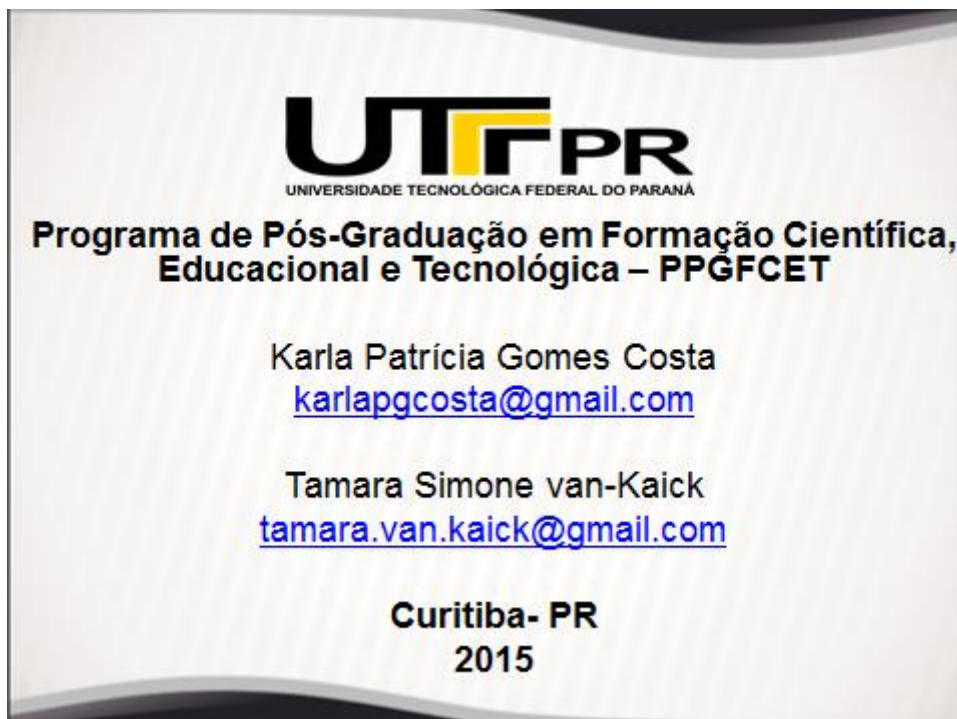 UTFPR
UNIVERSIDADE TECNOLÓGICA FEDERAL DO PARANÁ
Programa de Pós-Graduação em Formação Científica,
Educacional e Tecnológica – PPGFCET
Karla Patrícia Gomes Costa
karlapgcosta@gmail.com
Tamara Simone van-Kaick
tamara.van.kaick@gmail.com
Curitiba- PR
2015